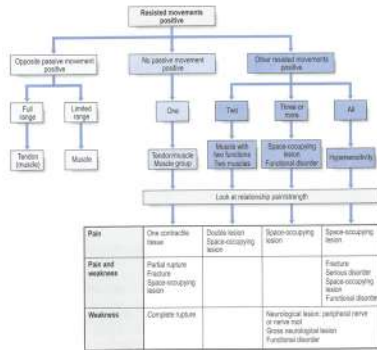 Resisted movements
positive
Opposite passive movement
positive
No passive movement
positive
Other resisted movements
positive
Full
range
Limited
range
One
Two
Three or
more
All
Tendon
(muscle)
Muscle
Tendon/muscle
Muscle group
Muscle with
two functions
Two muscles
Space-occupying
lesion
Functional disorder
Hypersensitivity
Look at relationship pain/strength
Pain
One contractile
tissue
Double lesion
Space-occupying
lesion
Space-occupying
lesion
Space-occupying
lesion
Pain and
weakness
Partial rupture
Fracture
Space-occupying
lesion
Fracture
Serious disorder
Space-occupying
lesion
Functional disorder
Weakness
Complete rupture
Neurological lesion: peripheral nerve
or nerve root
Gross neurological lesion
Functional disorder